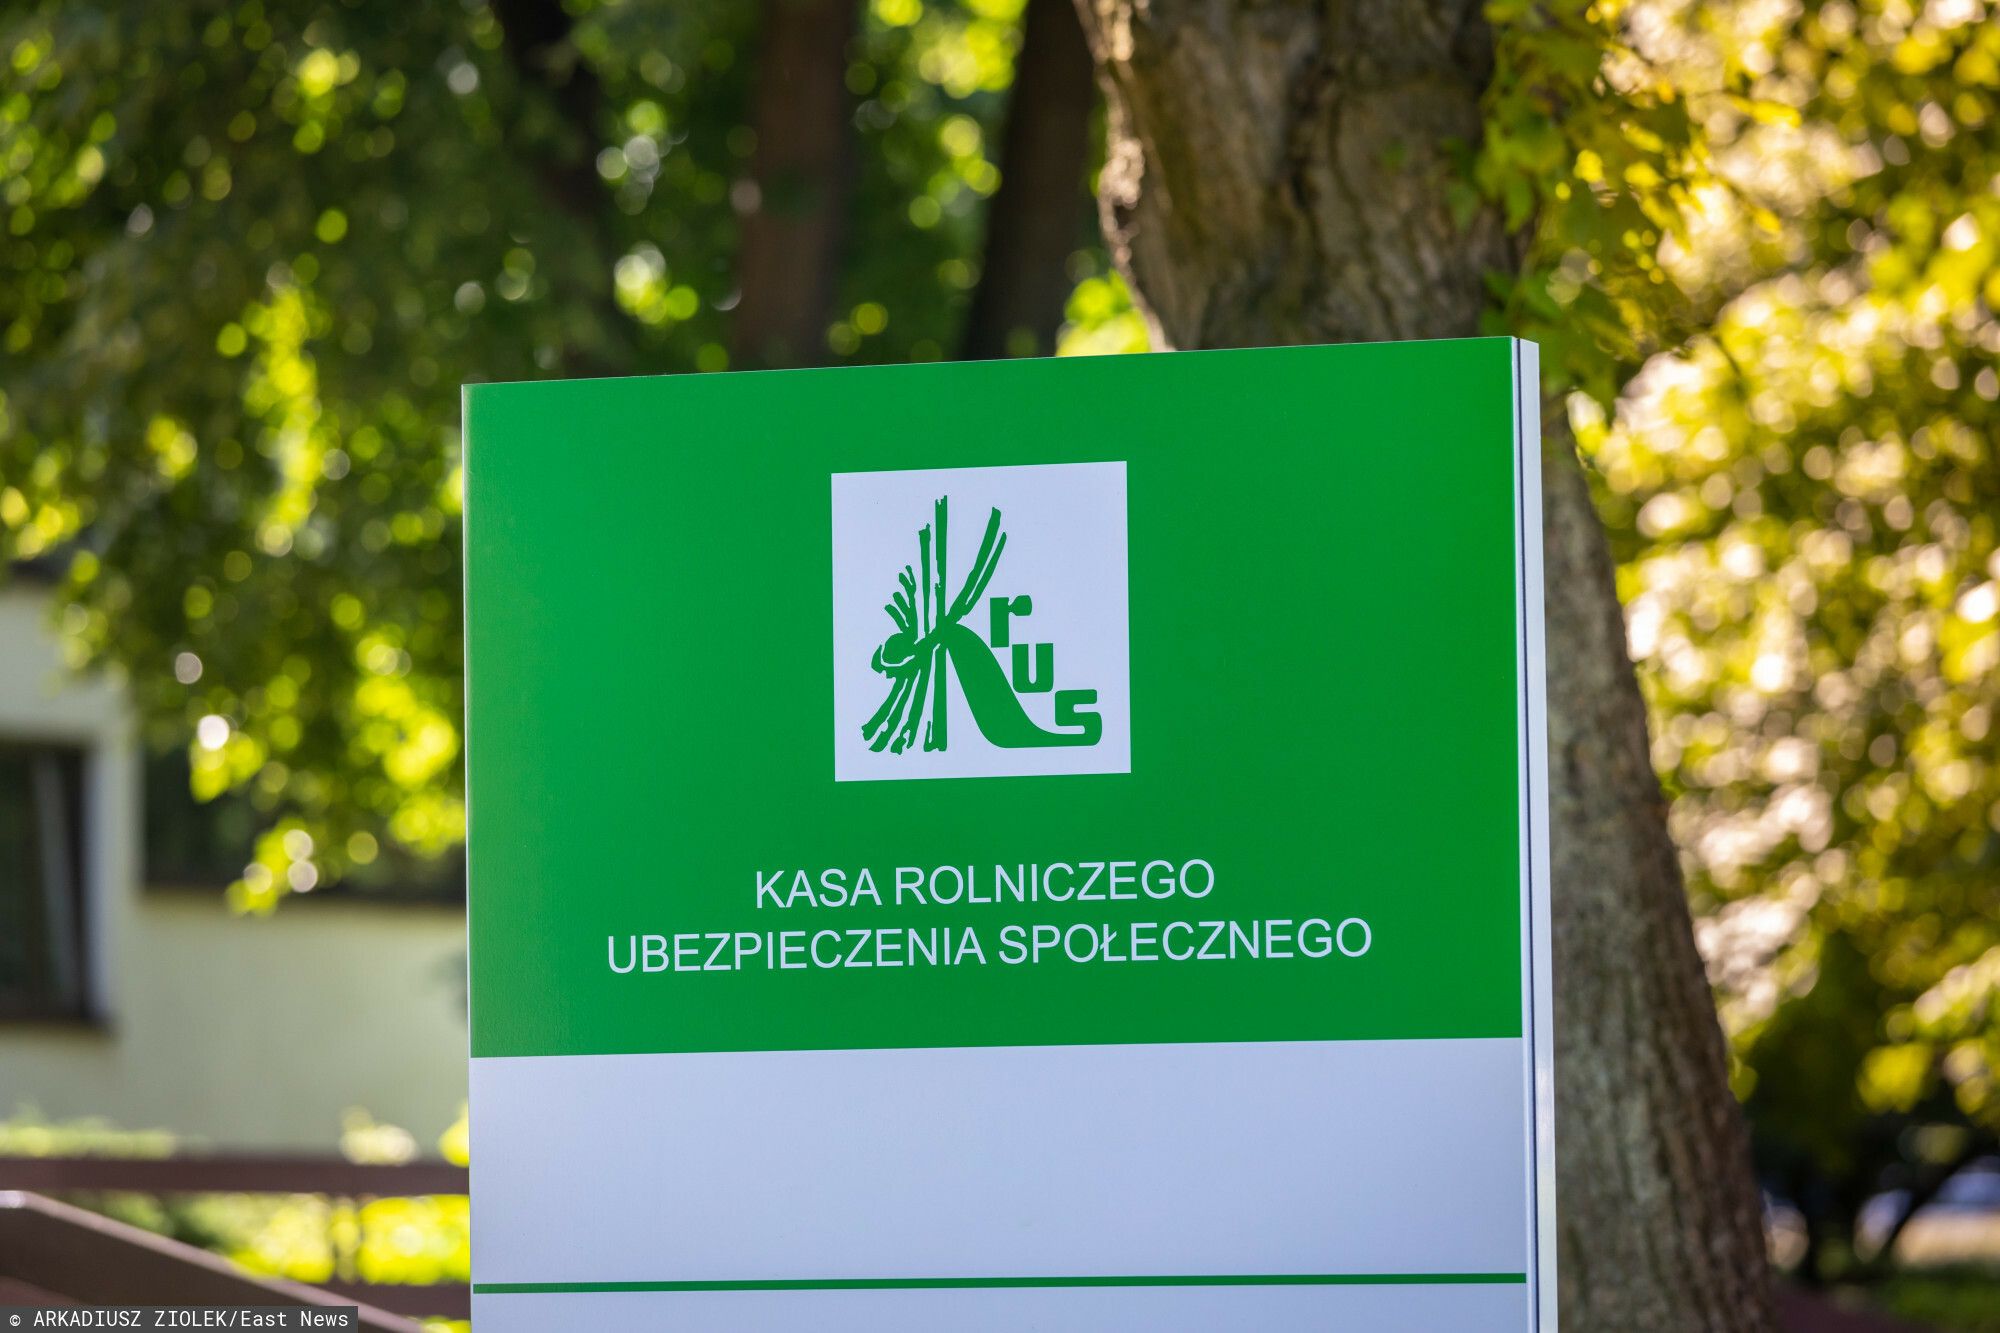 Krus
KASA ROLNICZEGO
UBEZPIECZENIA SPOŁECZNEGO
© ARKADIUSZ ZIOLEK/East News